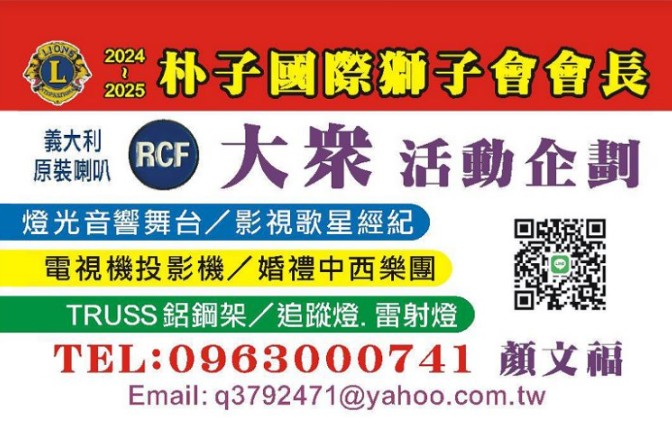 LIONS
L
INTERNATIONAL
2024
~
2025
朴子國際獅子會會長
義大利
原裝喇叭
RCF
大眾 活動企劃
燈光音響舞台／影視歌星經紀
電視機投影機／婚禮中西樂團
TRUSS 鋁鋼架／追蹤燈. 雷射燈
TEL:0963000741 顏文福
Email: q3792471@yahoo.com.tw